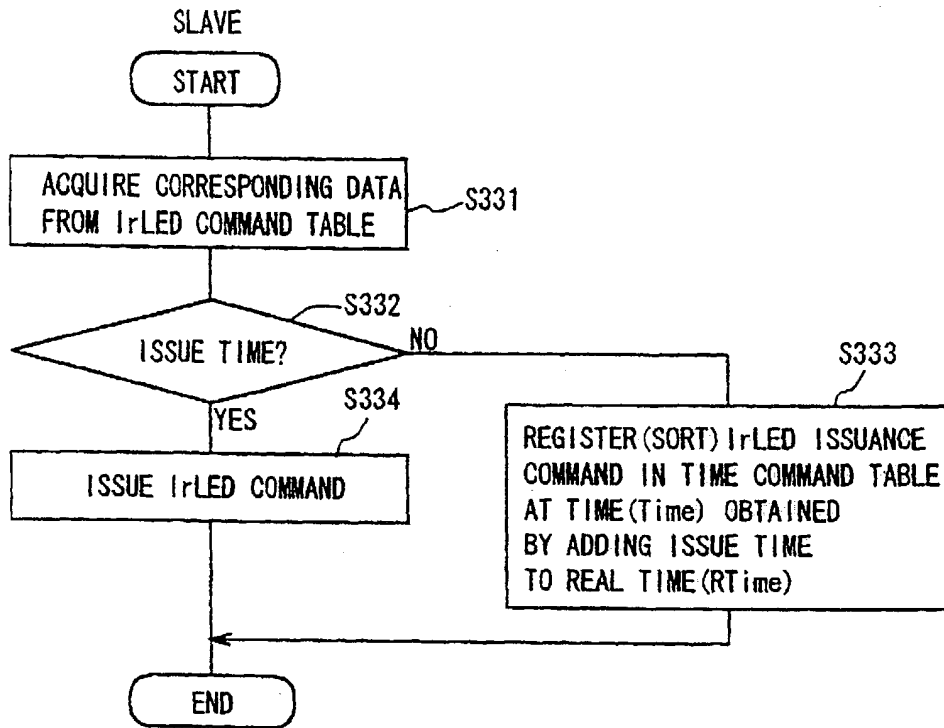 SLAVE
START
ACQUIRE CORRESPONDING DATA
FROM IrLED COMMAND TABLE
S331
S332
ISSUE TIME?
NO
YES
S333
REGISTER(SORT)IrLED ISSUANCE
COMMAND IN TIME COMMAND TABLE
AT TIME(Time) OBTAINED
BY ADDING ISSUE TIME
TO REAL TIME(RTime)
S334
ISSUE IrLED COMMAND
END